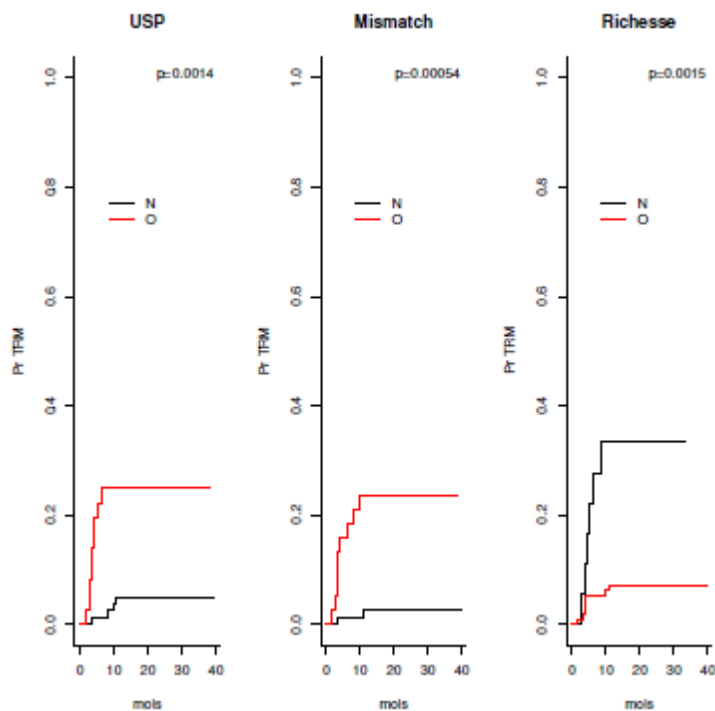 USP
p=0.0014
N
O
Pr TRM
1.0
0.8
0.6
0.4
0.2
0.0
0 10 20 30 40
mois
Mismatch
p=0.00054
N
O
Pr TRM
1.0
0.8
0.6
0.4
0.2
0.0
0 10 20 30 40
mois
Richesse
p=0.0015
N
O
Pr TRM
1.0
0.8
0.6
0.4
0.2
0.0
0 10 20 30 40
mois